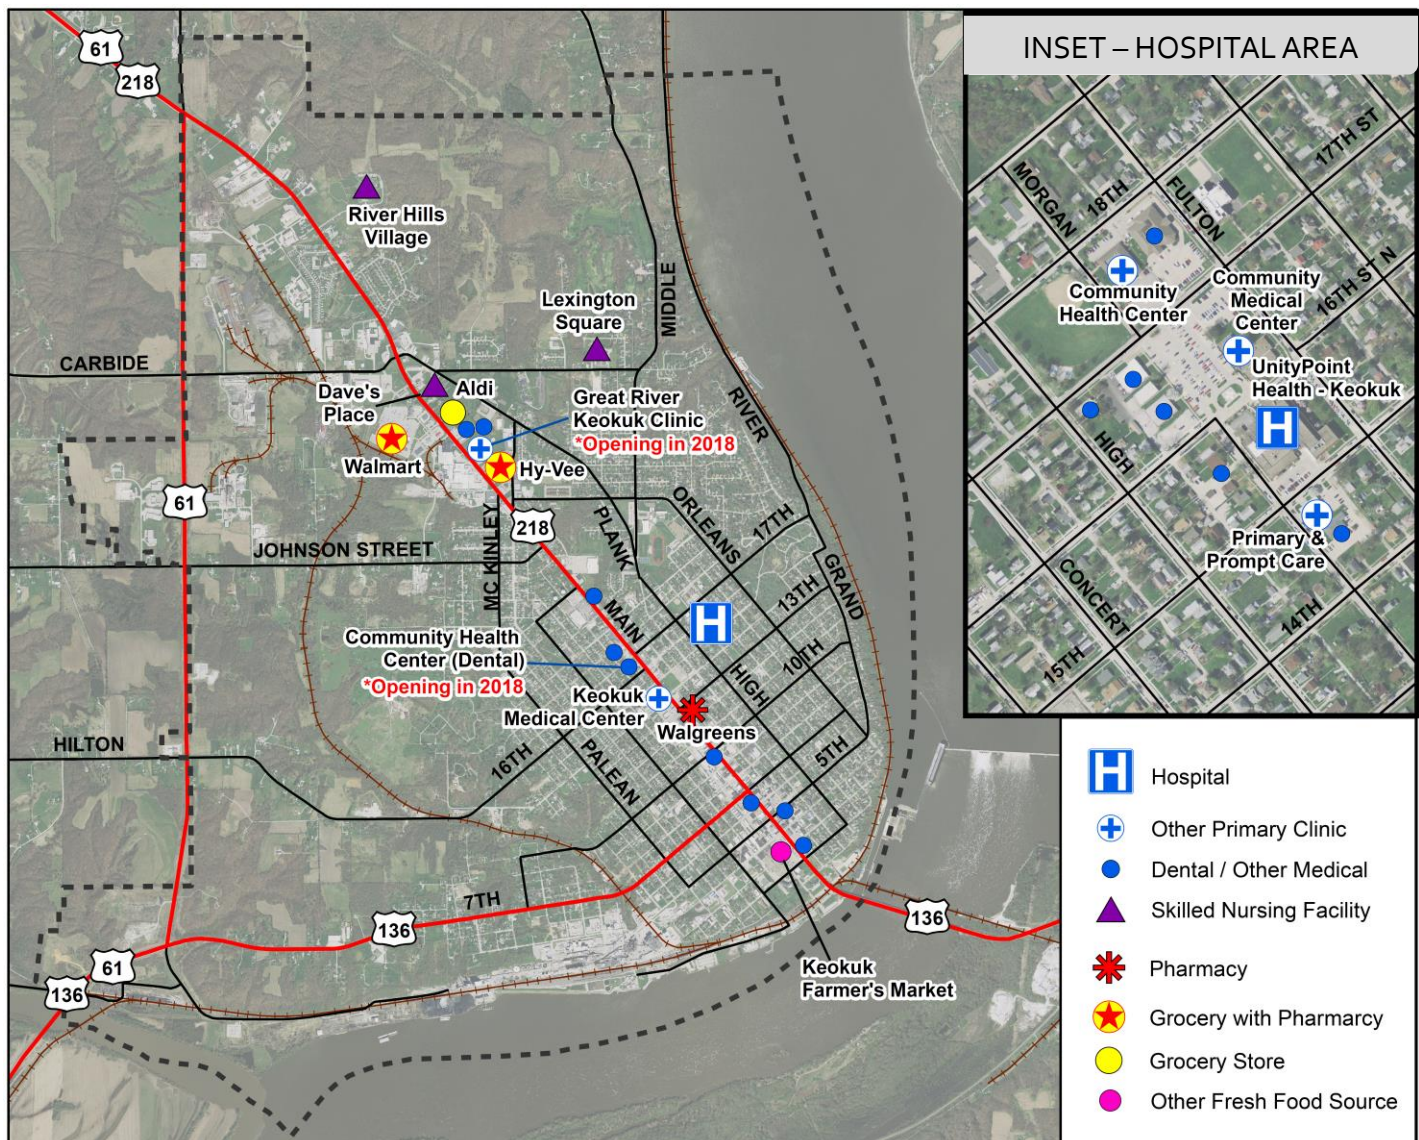 INSET – HOSPITAL AREA
61
218
River Hills
Village
Lexington
Square
MIDDLE
CARBIDE
Dave's
Place
Aldi
Great River
Keokuk Clinic
*Opening in 2018
RIVER
Walmart
Hy-Vee
61
218
MC KINLEY
PLANK
ORLEANS
17TH
JOHNSON STREET
GRAND
MAIN
13TH
Community Health
Center (Dental)
*Opening in 2018
10TH
HIGH
Keokuk
Medical Center
Walgreens
HILTON
16TH
PALEAN
5TH
7TH
136
136
61
136
Keokuk
Farmer's Market
17TH ST
MORGAN
18TH
FULTON
16TH ST N
Community
Health Center
Community
Medical
Center
UnityPoint
Health - Keokuk
H
HIGH
Primary &
Prompt Care
CONCERT
14TH
15TH
H
H
Hospital
Other Primary Clinic
Dental / Other Medical
Skilled Nursing Facility
Pharmacy
Grocery with Pharmarcy
Grocery Store
Other Fresh Food Source